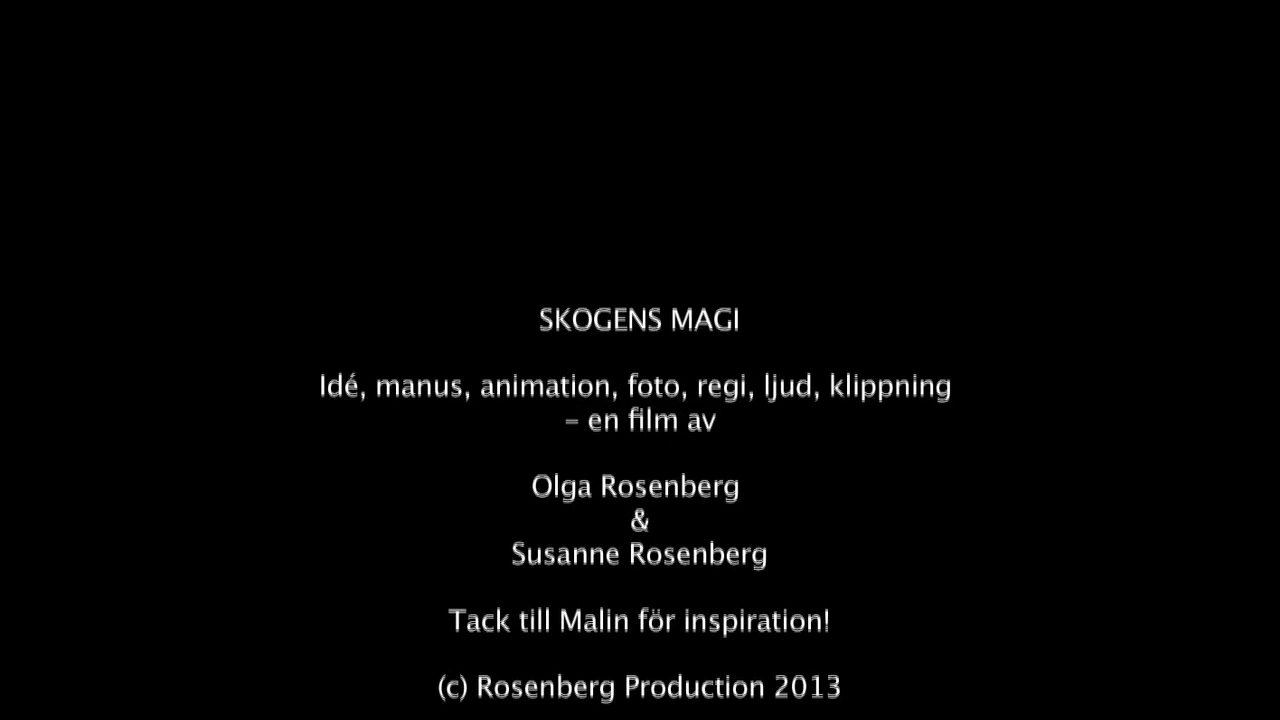 SKOGENS MAGI
Idé, manus, animation, foto, regi, ljud, klippning
– en film av
Olga Rosenberg
&
Susanne Rosenberg
Tack till Malin för inspiration!
(c) Rosenberg Production 2013